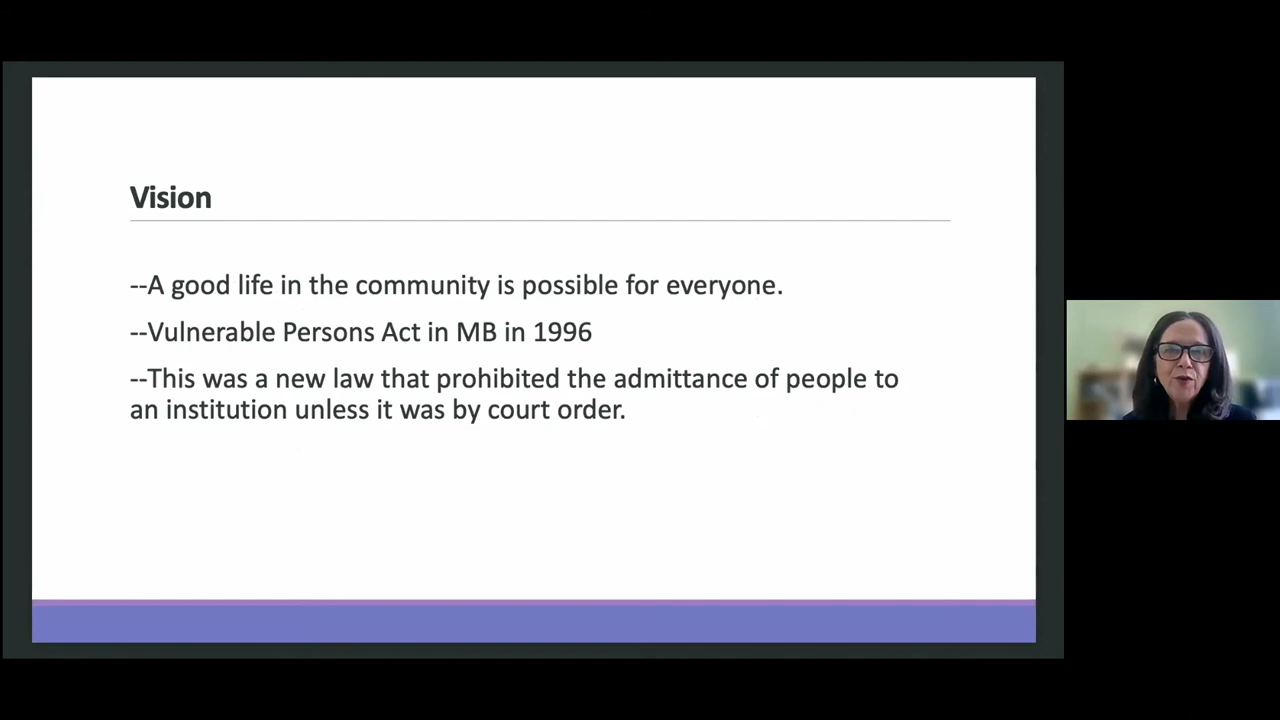 Vision
--A good life in the community is possible for everyone.
--Vulnerable Persons Act in MB in 1996
--This was a new law that prohibited the admittance of people to
an institution unless it was by court order.